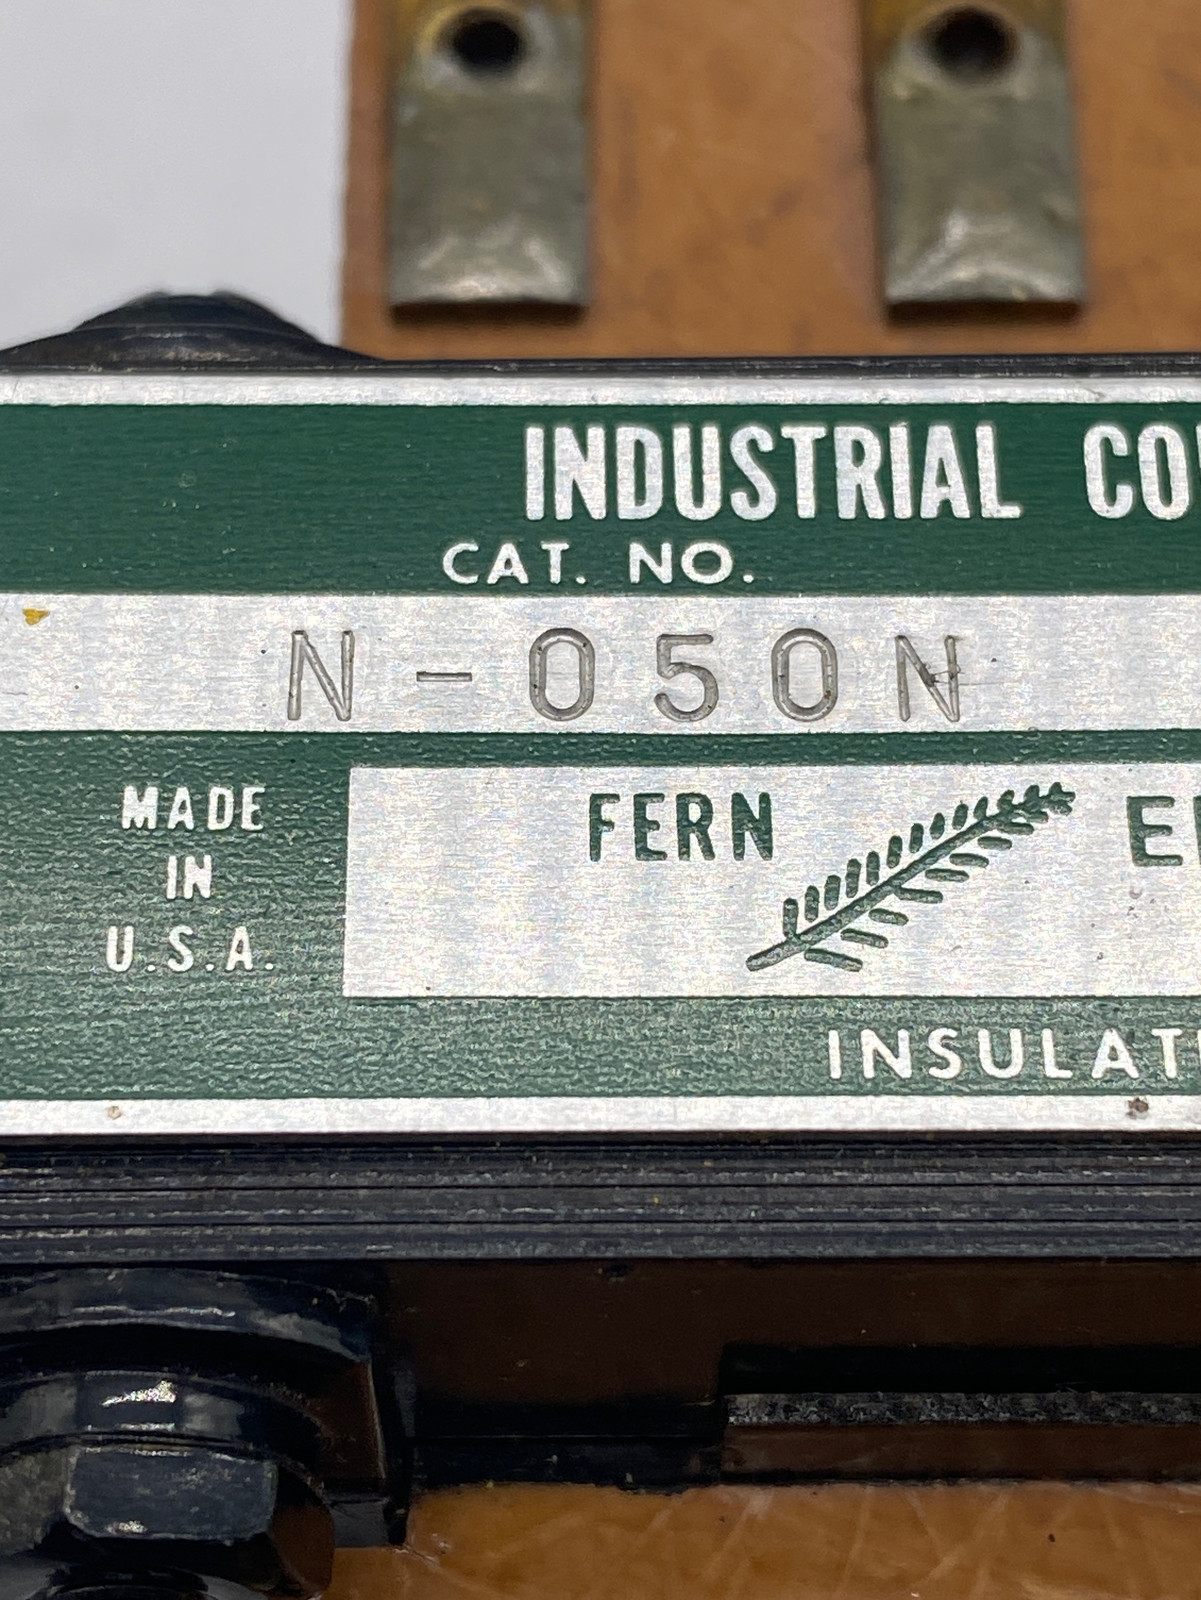 INDUSTRIAL
CAT. NO.
N-050N
MADE
IN
U.S.A.
FERN